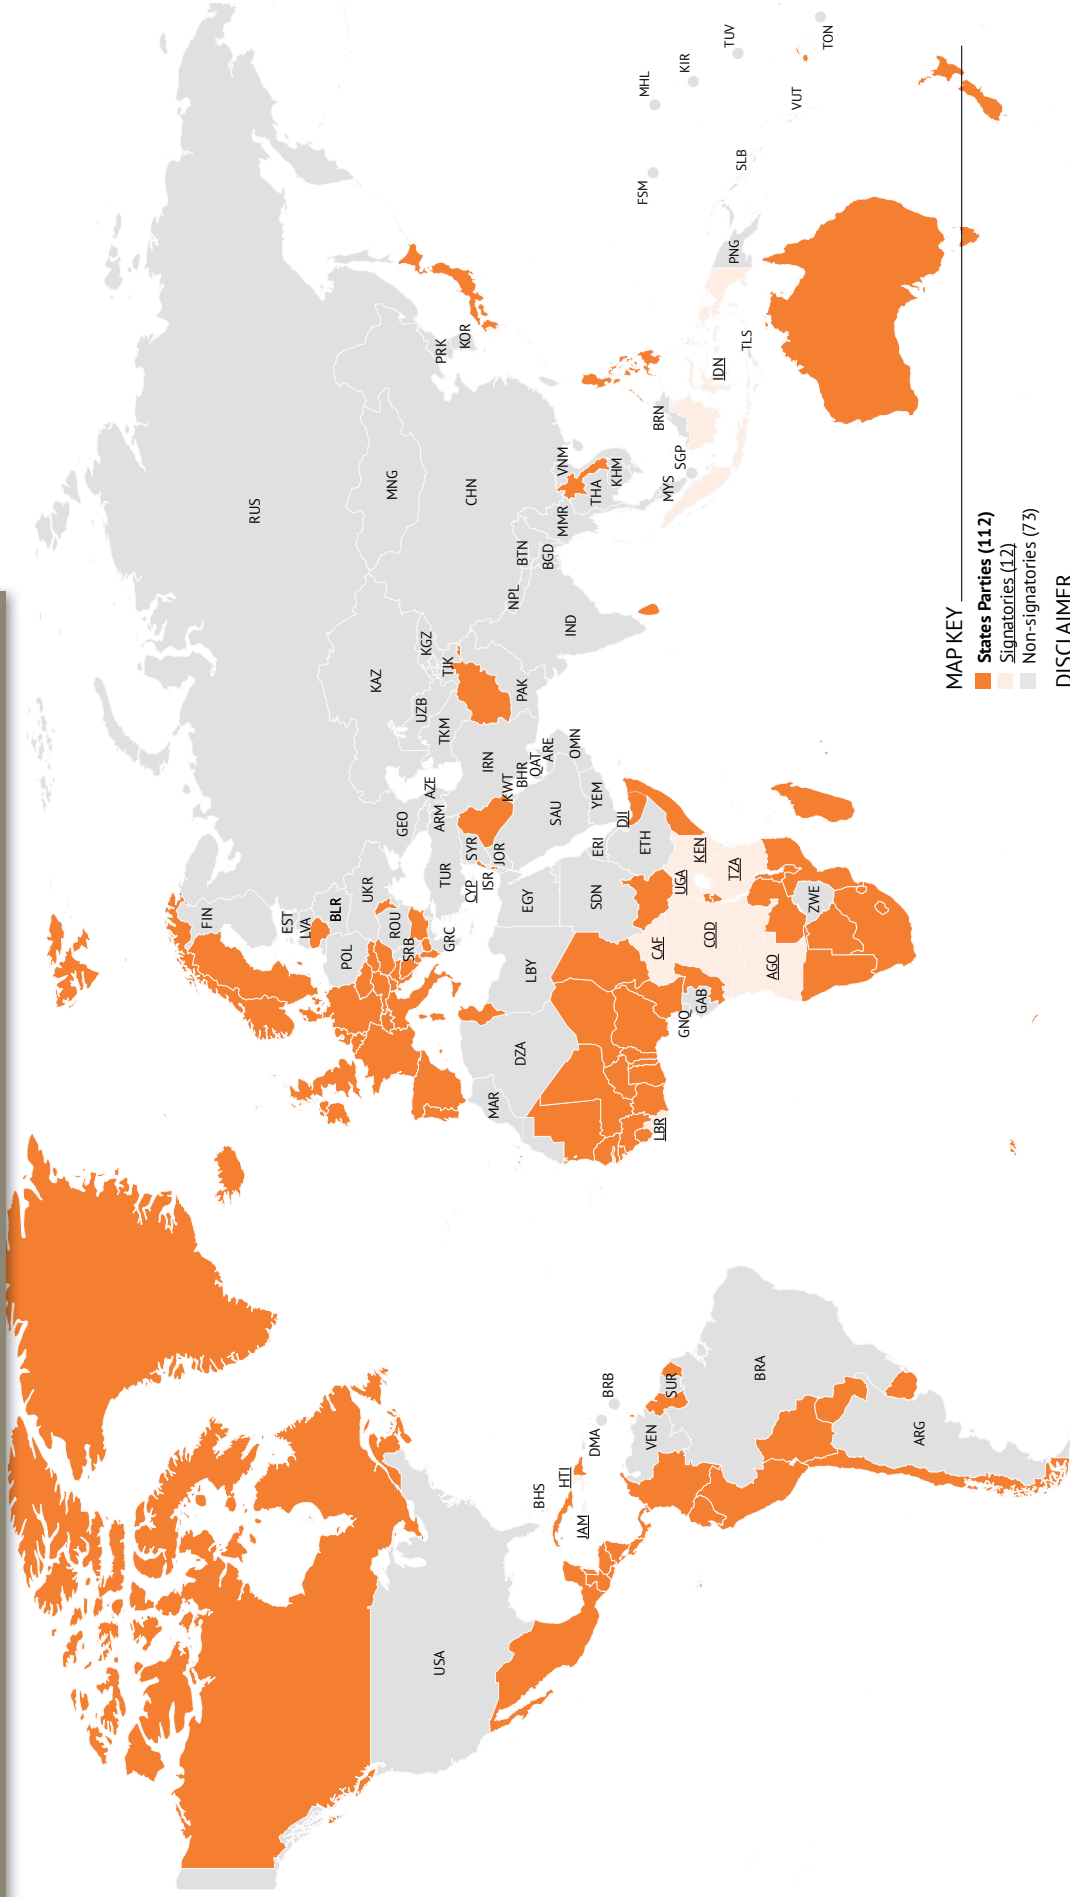 RUS
FIN
EST
LVA
BLR
POL
UKR
ROU
SRB
GRC
GEO
ARM
AZE
TUR
CYP
SYR
ISR
JOR
KAZ
UZB
TKM
KGZ
TJK
MNG
CHN
PRK
KOR
IRN
KWT
BHR
QAT
ARE
OMN
SAU
YEM
PAK
NPL
BTN
BGD
IND
MMR
VNM
THA
KHM
MYS
SGP
BRN
IDN
TLS
PNG
SLB
FSM
MHL
KIR
TUV
VUT
TON
MAR
DZA
LBY
EGY
SDN
ERI
DJI
ETH
KEN
UGA
TZA
CAF
COD
AGO
GNQ
GAB
ZWE
LBR
USA
BHS
HTI
JAM
DMA
BRB
VEN
SUR
BRA
ARG
MAP KEY
States Parties (112)
Signatories (12)
Non-signatories (73)
DISCLAIMER